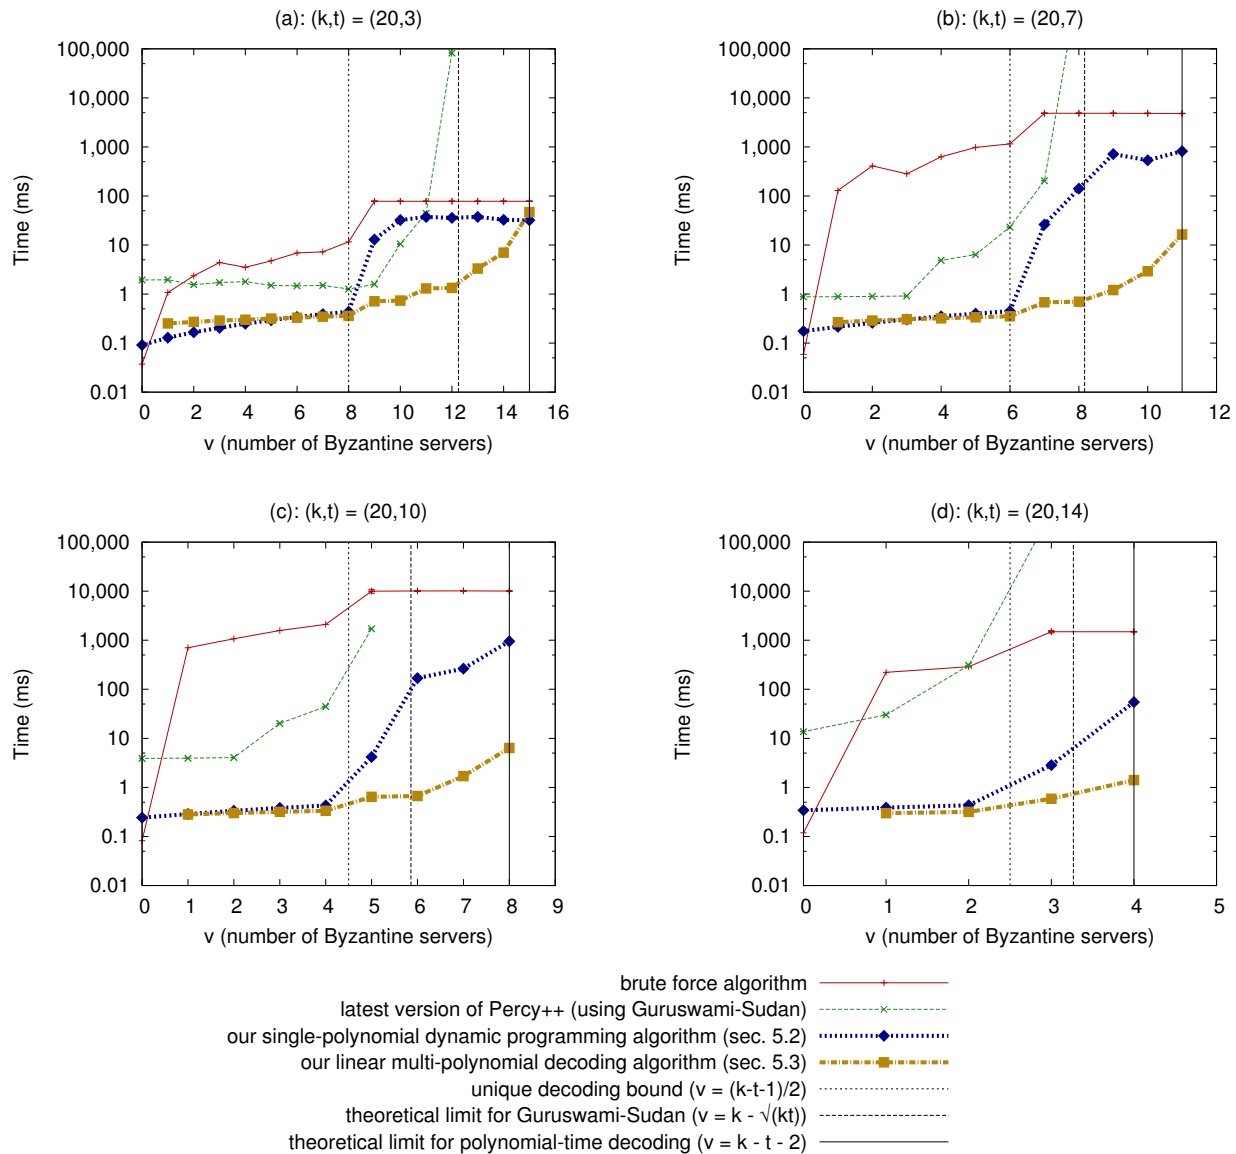 (a): (k,t) = (20,3)
100,000
10,000
1,000
100
10
1
0.1
0.01
Time (ms)
0 2 4 6 8 10 12 14 16
v (number of Byzantine servers)
(b): (k,t) = (20,7)
100,000
10,000
1,000
100
10
1
0.1
0.01
Time (ms)
0 2 4 6 8 10 12
v (number of Byzantine servers)
(c): (k,t) = (20,10)
100,000
10,000
1,000
100
10
1
0.1
0.01
Time (ms)
0 1 2 3 4 5 6 7 8 9
v (number of Byzantine servers)
(d): (k,t) = (20,14)
100,000
10,000
1,000
100
10
1
0.1
0.01
Time (ms)
0 1 2 3 4 5
v (number of Byzantine servers)
brute force algorithm
latest version of Percy++ (using Guruswami-Sudan)
our single-polynomial dynamic programming algorithm (sec. 5.2)
our linear multi-polynomial decoding algorithm (sec. 5.3)
unique decoding bound (v = (k-t-1)/2)
theoretical limit for Guruswami-Sudan (v = k - √(kt))
theoretical limit for polynomial-time decoding (v = k - t - 2)